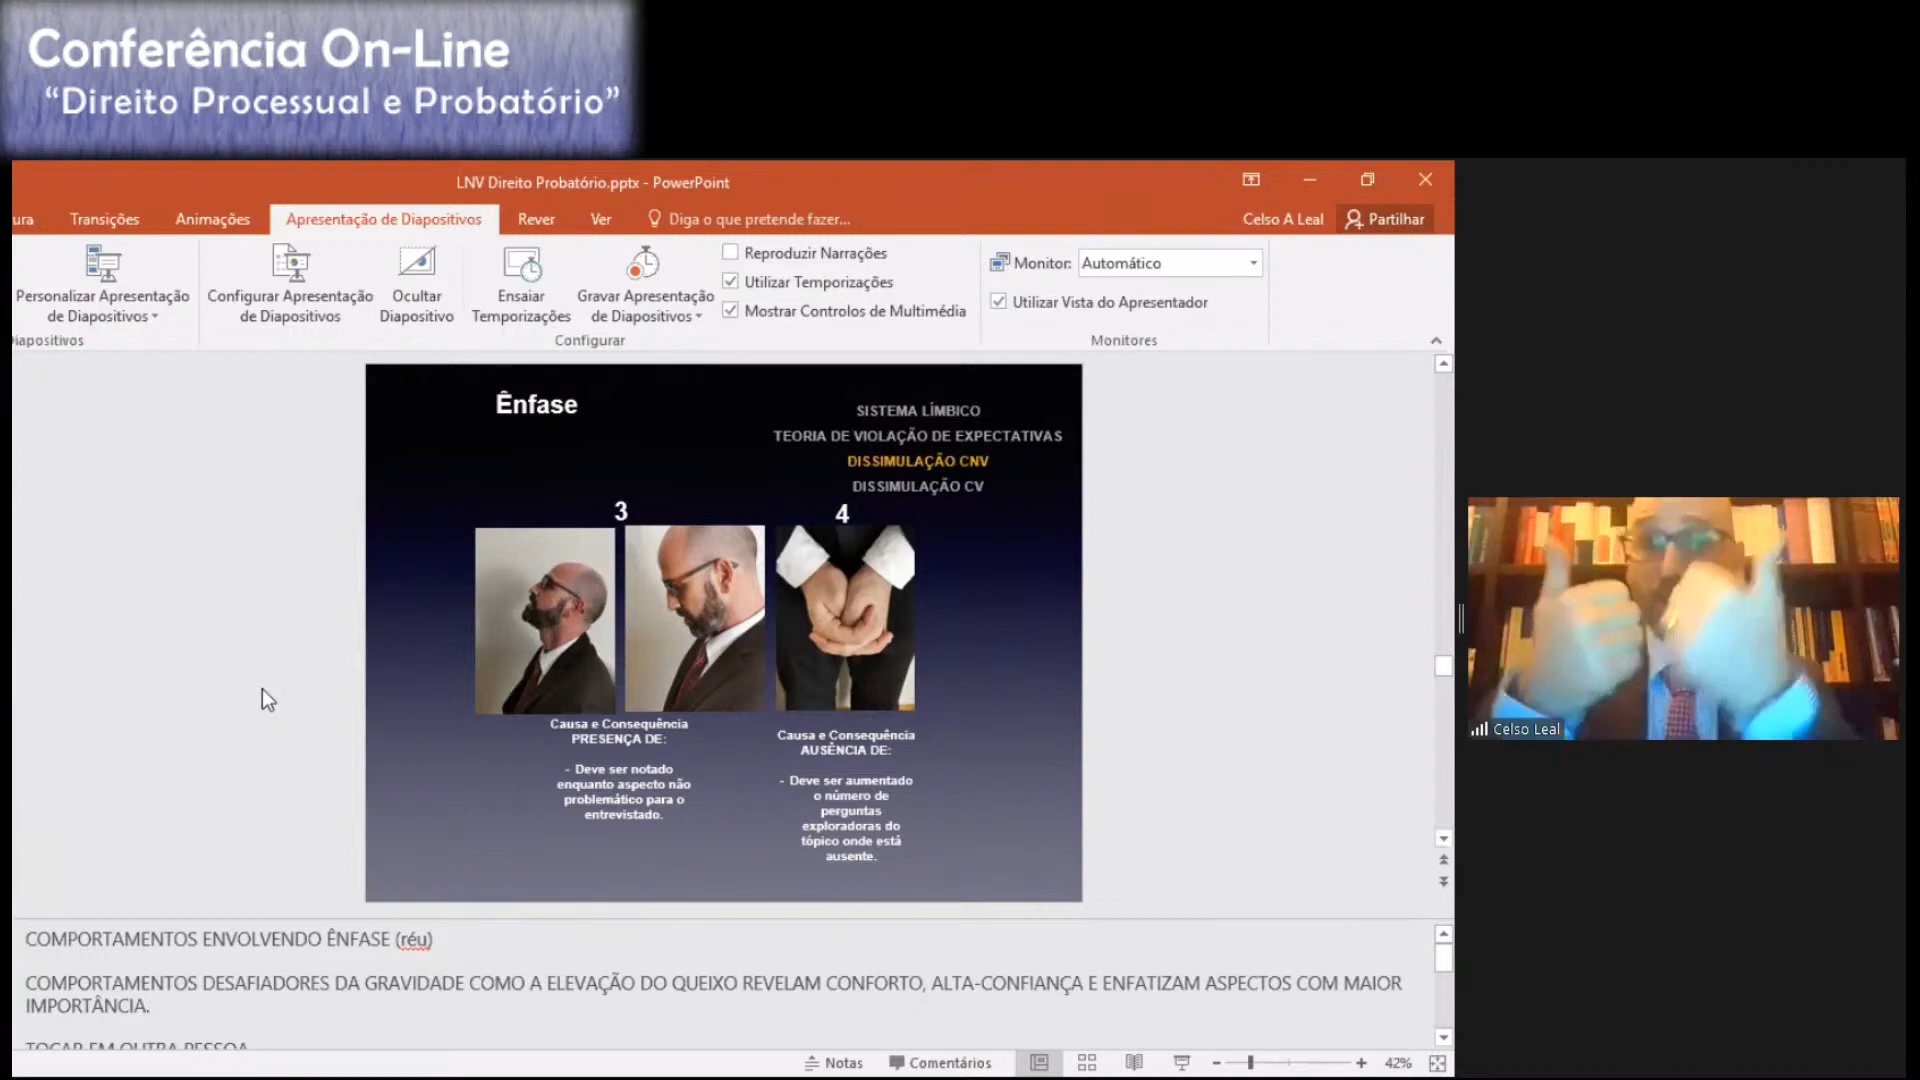 Conferência On-Line
“Direito Processual e Probatório”
LNV Direito Probatório.pptx - PowerPoint
ura
Transições
Animações
Apresentação de Diapositivos
Rever
Ver
Diga o que pretende fazer...
Celso A Leal
Partilhar
Personalizar Apresentação
de Diapositivos
Configurar Apresentação
de Diapositivos
Ocultar
Diapositivo
Ensaiar
Temporizações
Gravar Apresentação
de Diapositivos
Reproduzir Narrações
Utilizar Temporizações
Mostrar Controlos de Multimédia
Monitor:
Automático
Utilizar Vista do Apresentador
iapositivos
Configurar
Monitores
Ênfase
SISTEMA LÍMBICO
TEORIA DE VIOLAÇÃO DE EXPECTATIVAS
DISSIMULAÇÃO CNV
DISSIMULAÇÃO CV
3
4
Causa e Consequência
PRESENÇA DE:
- Deve ser notado
enquanto aspecto não
problemático para o
entrevistado.
Causa e Consequência
AUSÊNCIA DE:
- Deve ser aumentado
o número de
perguntas
exploradoras do
tópico onde está
ausente.
Celso Leal
COMPORTAMENTOS ENVOLVENDO ÊNFASE (réu)
COMPORTAMENTOS DESAFIADORES DA GRAVIDADE COMO A ELEVAÇÃO DO QUEIXO REVELAM CONFORTO, ALTA-CONFIANÇA E ENFATIZAM ASPECTOS COM MAIOR
IMPORTÂNCIA.
TOCAR EM OUTRA PESSOA
Notas
Comentários
42%